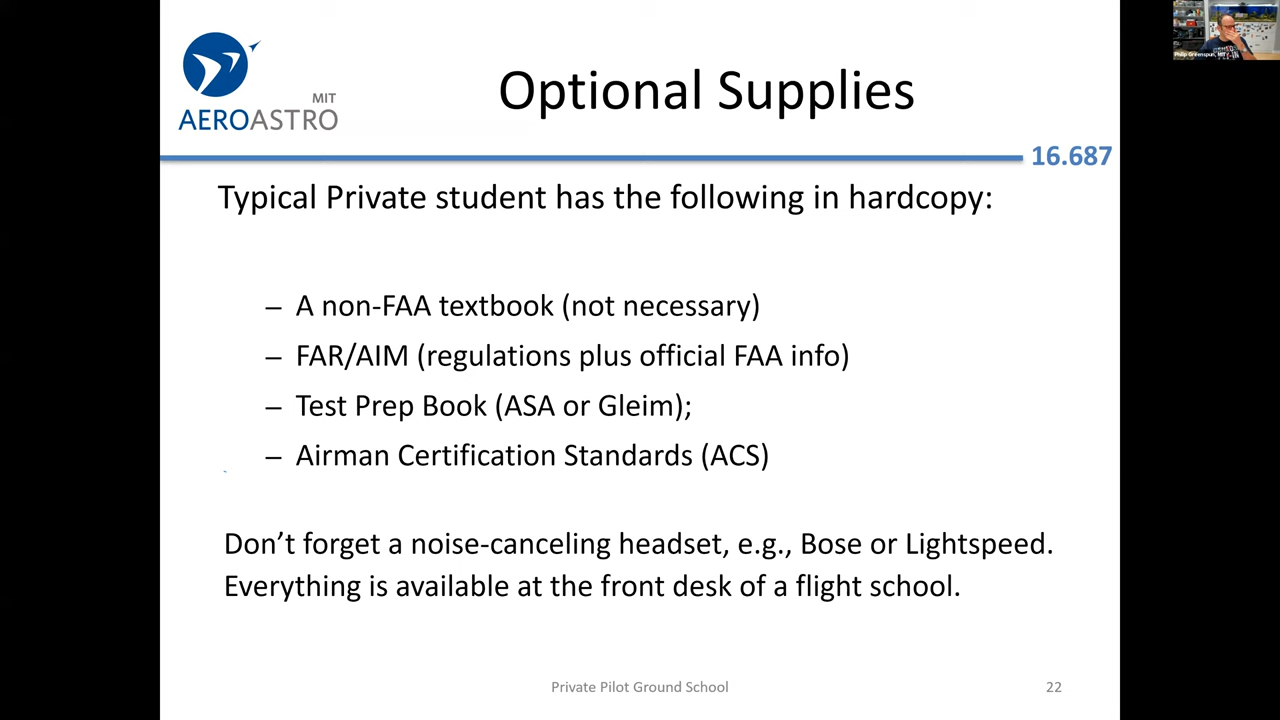 MIT
AEROASTRO
Optional Supplies
16.687
Typical Private student has the following in hardcopy:
– A non-FAA textbook (not necessary)
– FAR/AIM (regulations plus official FAA info)
– Test Prep Book (ASA or Gleim);
– Airman Certification Standards (ACS)
Don’t forget a noise-canceling headset, e.g., Bose or Lightspeed.
Everything is available at the front desk of a flight school.
Private Pilot Ground School
22
Philip Greenspun, MIT